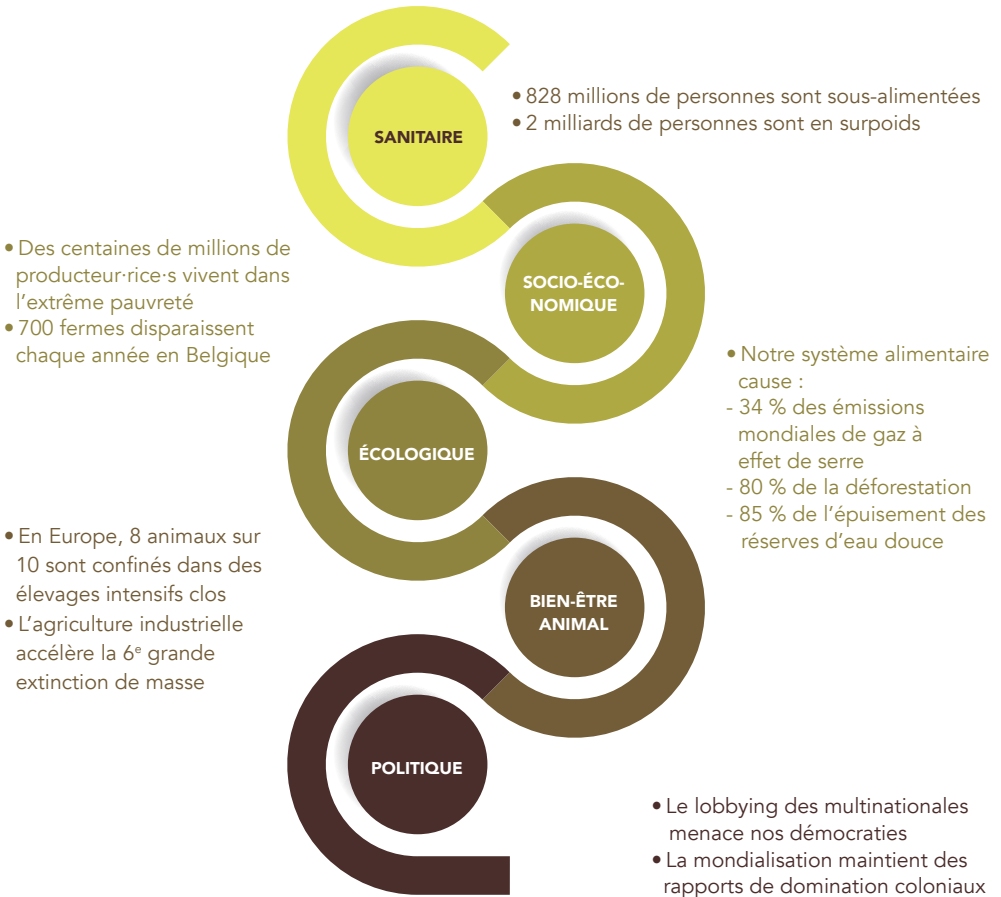 SANITAIRE
• 828 millions de personnes sont sous-alimentées
• 2 milliards de personnes sont en surpoids
SOCIO-ÉCO-
NOMIQUE
• Des centaines de millions de
producteur·rice·s vivent dans
l’extrême pauvreté
• 700 fermes disparaissent
chaque année en Belgique
ÉCOLOGIQUE
• Notre système alimentaire
cause :
- 34 % des émissions
mondiales de gaz à
effet de serre
- 80 % de la déforestation
- 85 % de l’épuisement des
réserves d’eau douce
BIEN-ÊTRE
ANIMAL
• En Europe, 8 animaux sur
10 sont confinés dans des
élevages intensifs clos
• L’agriculture industrielle
accélère la 6e grande
extinction de masse
POLITIQUE
• Le lobbying des multinationales
menace nos démocraties
• La mondialisation maintient des
rapports de domination coloniaux